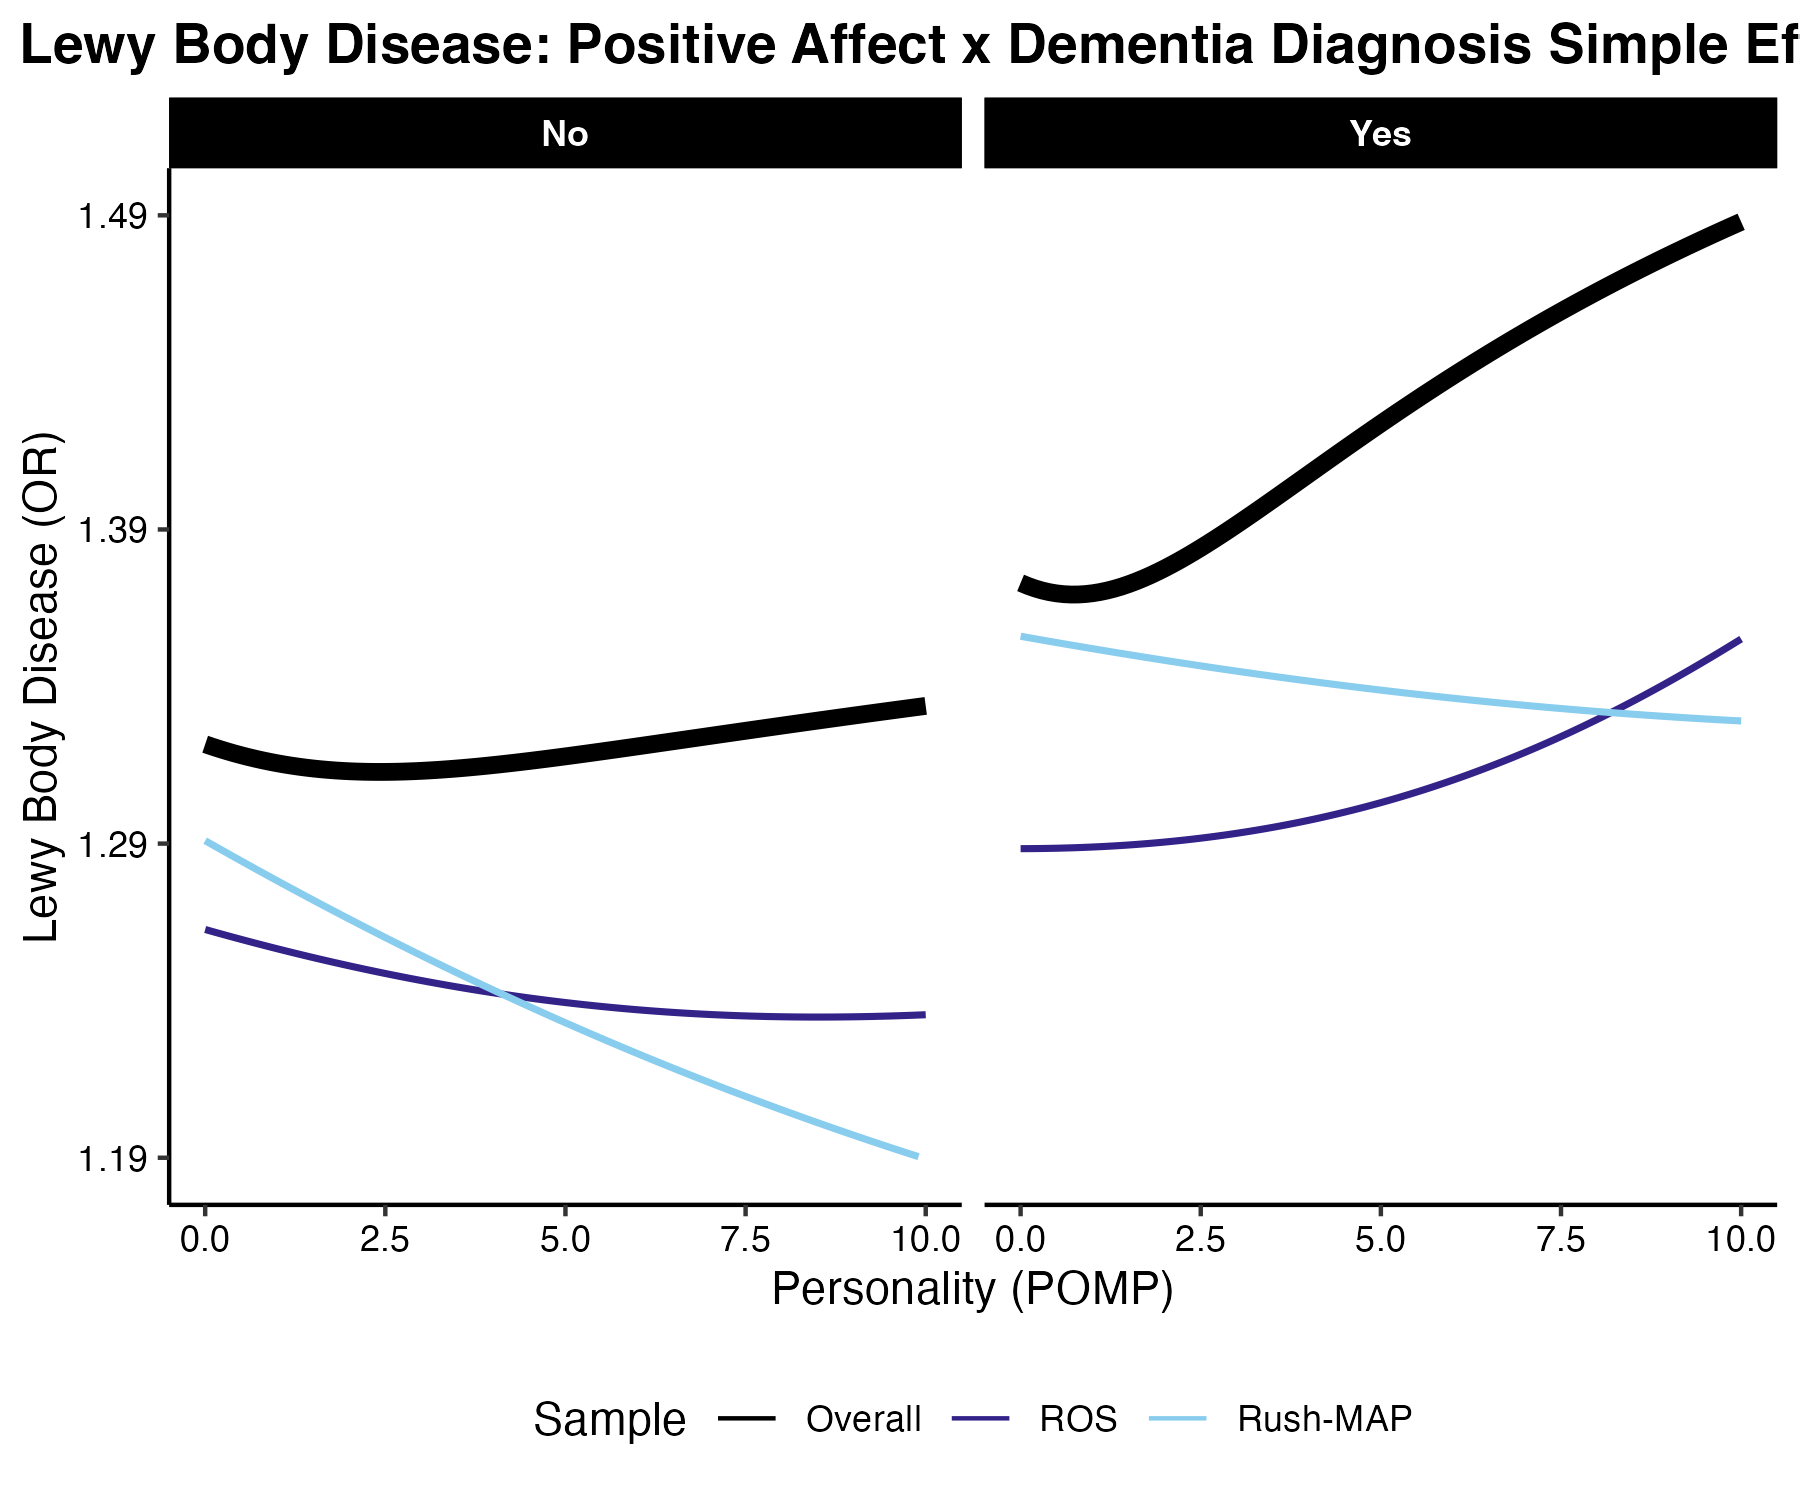 Lewy Body Disease: Positive Affect x Dementia Diagnosis Simple Ef
No Yes
Lewy Body Disease (OR)
1.49
1.39
1.29
1.19
0.0 2.5 5.0 7.5 10.0 0.0 2.5 5.0 7.5 10.0
Personality (POMP)
Sample Overall ROS Rush-MAP